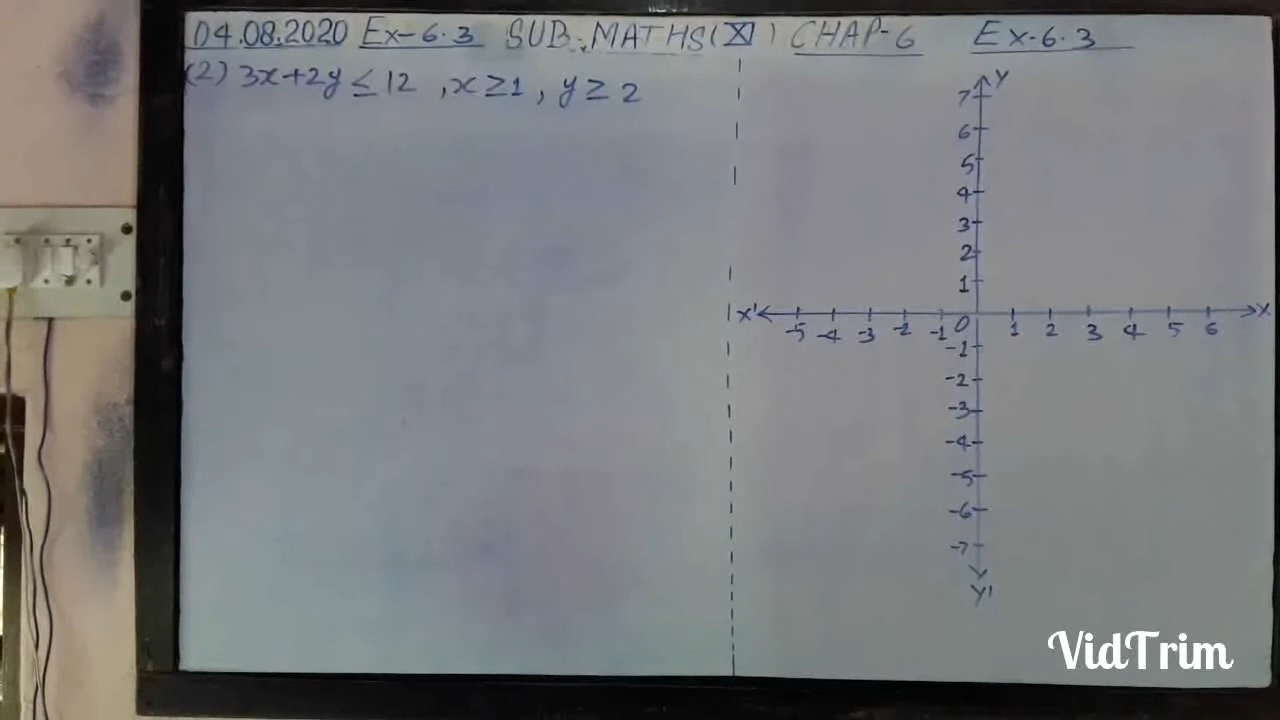 04.08.2020 Ex-6.3 SUB:MATHS(XI) CHAP-6 Ex.6.3
(2) 3x+2y ≤ 12 , x ≥ 1 , y ≥ 2
Y
7
6
5
4
3
2
1
X' -5 -4 -3 -2 -1 0 1 2 3 4 5 6 X
-1
-2
-3
-4
-5
-6
-7
Y'
VidTrim